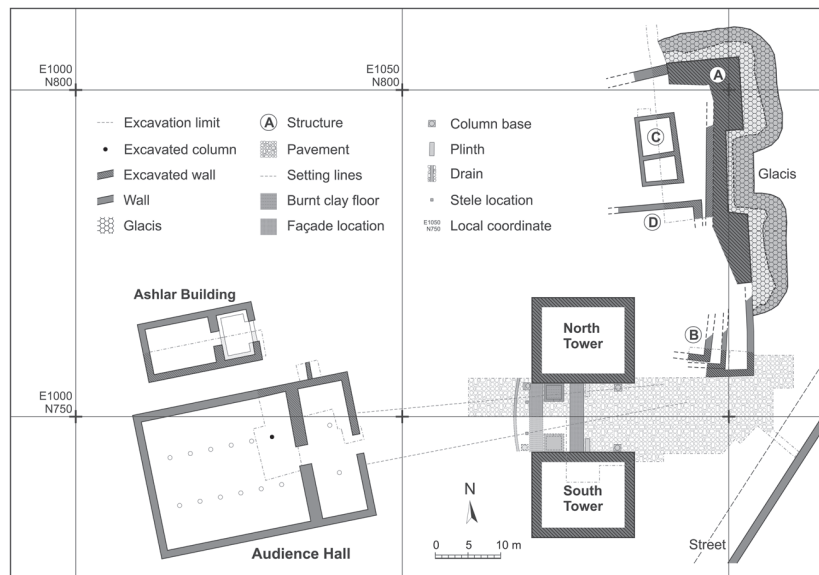 E1000
N800
E1050
N800
Excavation limit
Excavated column
Excavated wall
Wall
Glacis
A Structure
Pavement
Setting lines
Burnt clay floor
Façade location
Column base
Plinth
Drain
Stele location
E1050
N750
Local coordinate
A
C
Glacis
D
B
Ashlar Building
North
Tower
E1000
N750
South
Tower
N
0 5 10 m
Audience Hall
Street